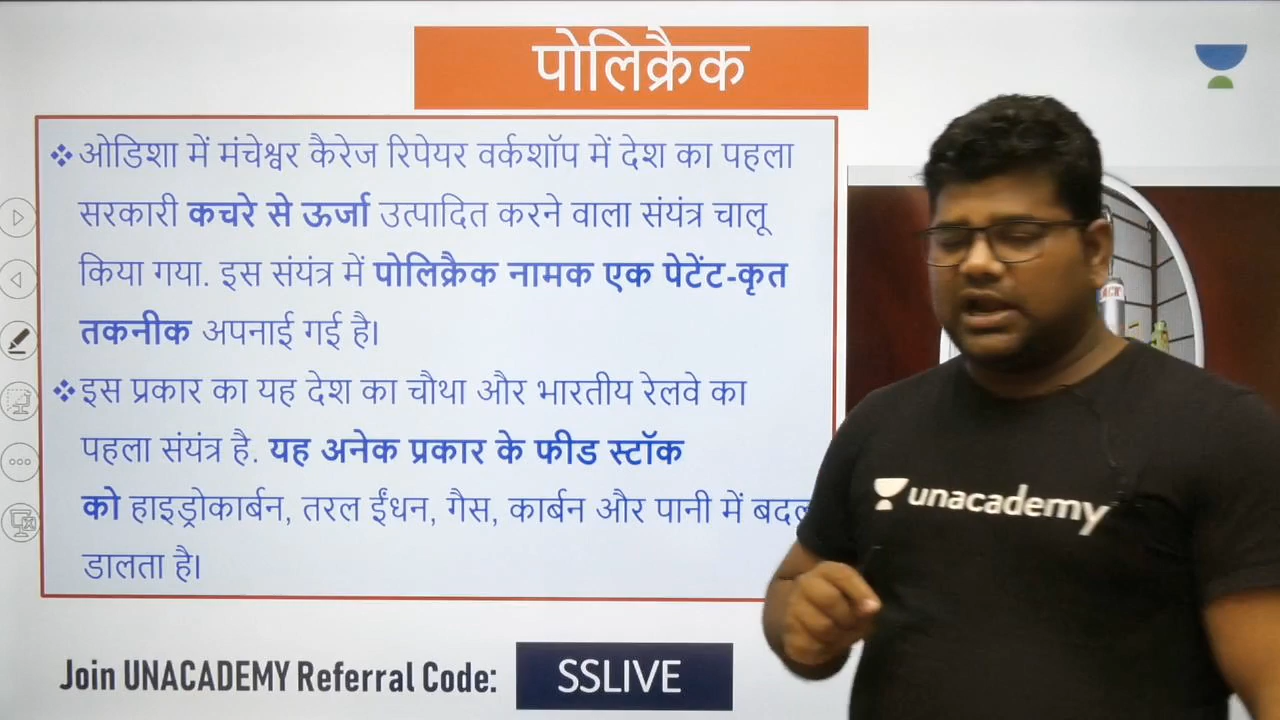 पोलिक्रैक
❖ओडिशा में मंचेश्वर कैरेज रिपेयर वर्कशॉप में देश का पहला
सरकारी कचरे से ऊर्जा उत्पादित करने वाला संयंत्र चालू
किया गया. इस संयंत्र में पोलिक्रैक नामक एक पेटेंट-कृत
तकनीक अपनाई गई है।
❖इस प्रकार का यह देश का चौथा और भारतीय रेलवे का
पहला संयंत्र है. यह अनेक प्रकार के फीड स्टॉक
को हाइड्रोकार्बन, तरल ईंधन, गैस, कार्बन और पानी में बदल
डालता है।
Join UNACADEMY Referral Code: SSLIVE
unacademy